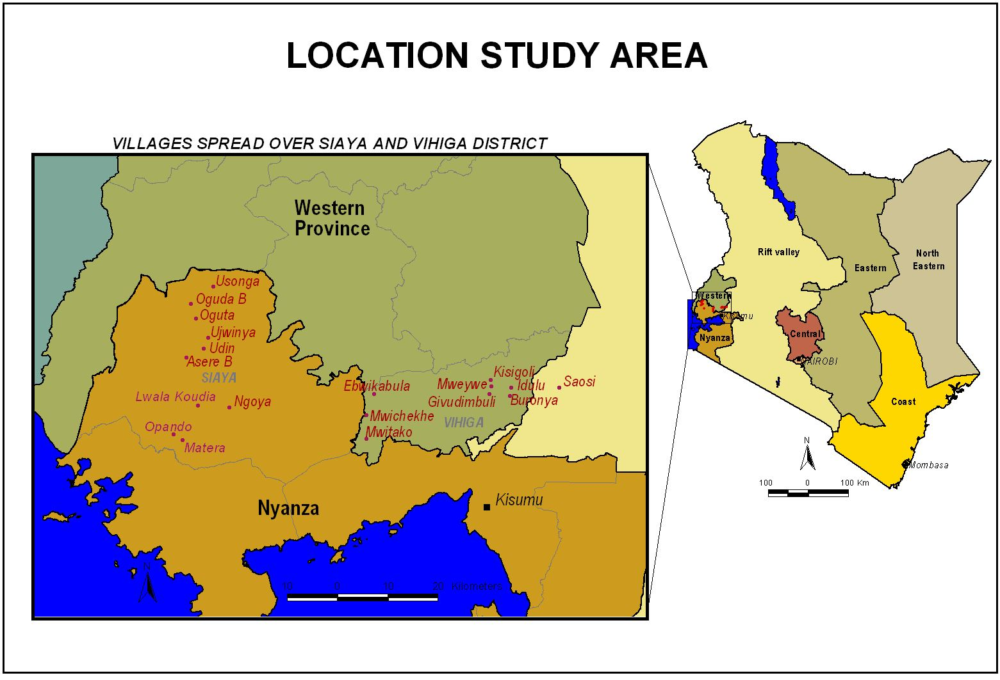 LOCATION STUDY AREA
VILLAGES SPREAD OVER SIAYA AND VIHIGA DISTRICT
Western
Province
Usonga
Oguda B
Oguta
Ujwinya
Udin
Asere B
SIAYA
Lwala Koudia
Ngoya
Opando
Matera
Ebwikabula
Mwichekhe
Mwitako
Kisigoli
Mweywe
Idulu
Givudimbuli
Buronya
VIHIGA
Saosi
Nyanza
Kisumu
N
10 0 10 20 Kilometers
Rift valley
North
Eastern
Eastern
Western
Kisumu
Nyanza
Central
NAIROBI
Coast
Mombasa
N
100 0 100 Km